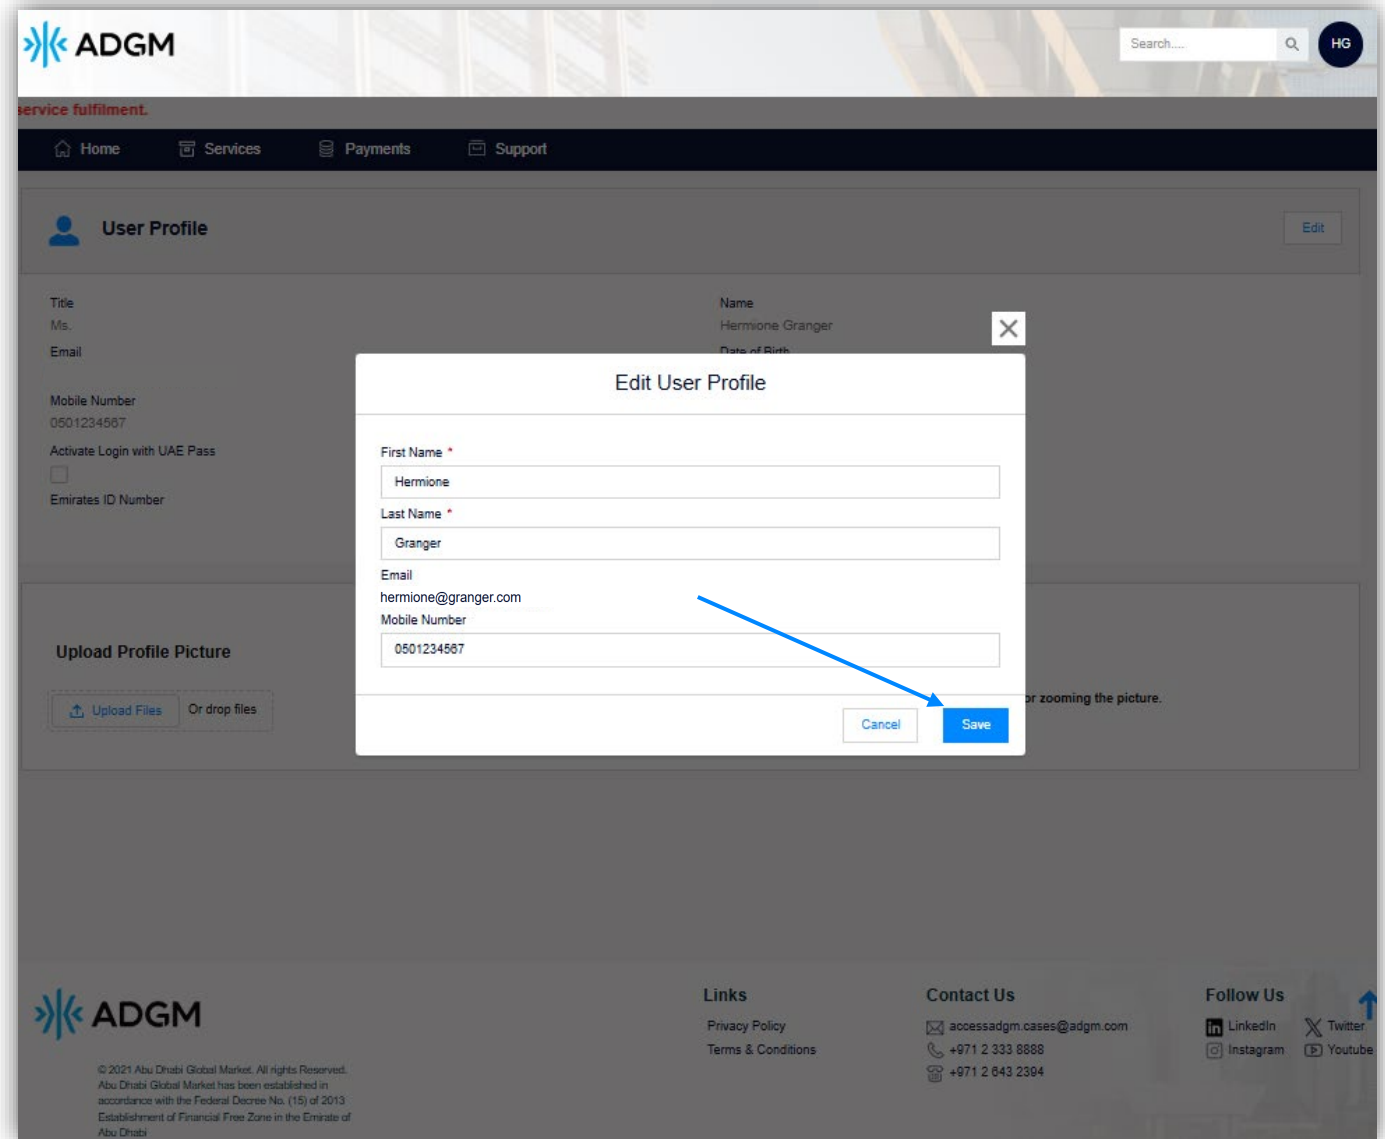 ADGM
Search....
HG
service fulfilment.
Home
Services
Payments
Support
User Profile
Edit
Title
Ms.
Name
Hermione Granger
Email
Date of Birth
Mobile Number
0501234567
Activate Login with UAE Pass
Emirates ID Number
Edit User Profile
First Name *
Hermione
Last Name *
Granger
Email
hermione@granger.com
Mobile Number
0501234567
Cancel
Save
Upload Profile Picture
Upload Files
Or drop files
or zooming the picture.
ADGM
© 2021 Abu Dhabi Global Market. All rights Reserved.
Abu Dhabi Global Market has been established in
accordance with the Federal Decree No. (15) of 2013
Establishment of Financial Free Zone in the Emirate of
Abu Dhabi
Links
Privacy Policy
Terms & Conditions
Contact Us
accessadgm.cases@adgm.com
+971 2 333 8888
+971 2 643 2394
Follow Us
LinkedIn
Twitter
Instagram
Youtube